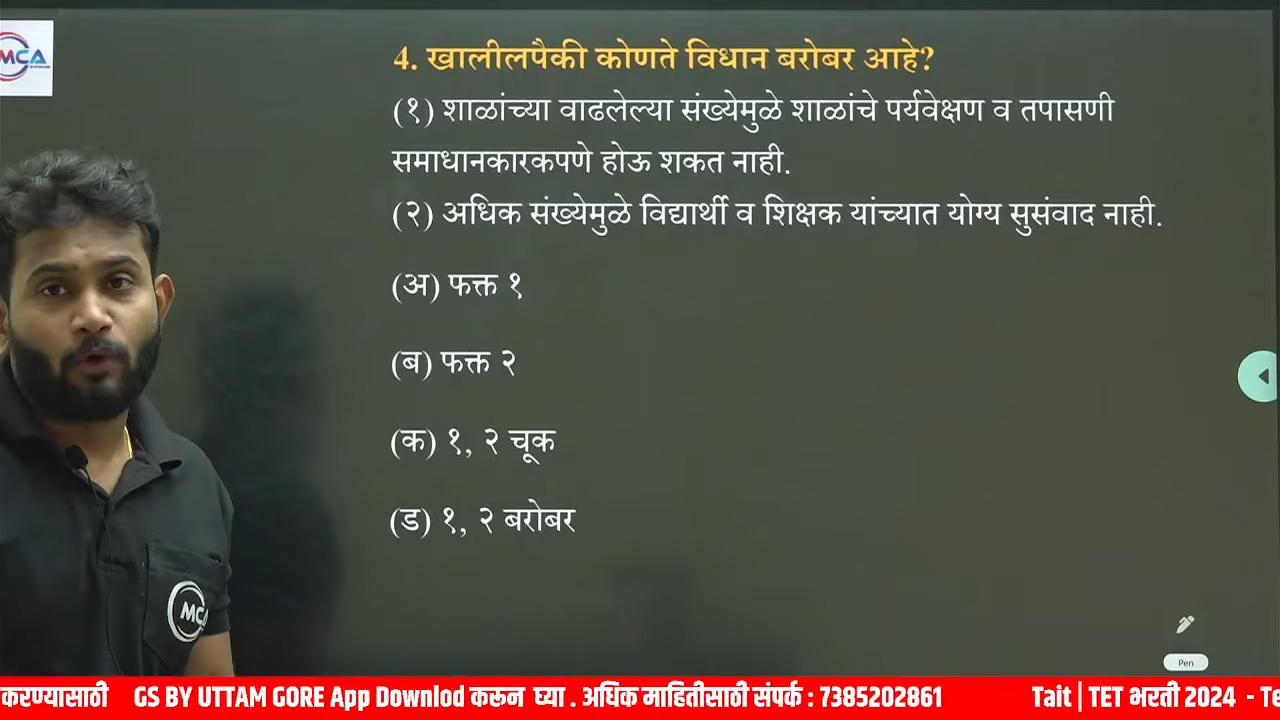 MCA
4. खालीलपैकी कोणते विधान बरोबर आहे?
(१) शाळांच्या वाढलेल्या संख्येमुळे शाळांचे पर्यवेक्षण व तपासणी
समाधानकारकपणे होऊ शकत नाही.
(२) अधिक संख्येमुळे विद्यार्थी व शिक्षक यांच्यात योग्य सुसंवाद नाही.
(अ) फक्त १
(ब) फक्त २
(क) १, २ चूक
(ड) १, २ बरोबर
MCA
Pen
करण्यासाठी GS BY UTTAM GORE App Downlod करून घ्या . अधिक माहितीसाठी संपर्क : 7385202861 Tait | TET भरती 2024 - Te